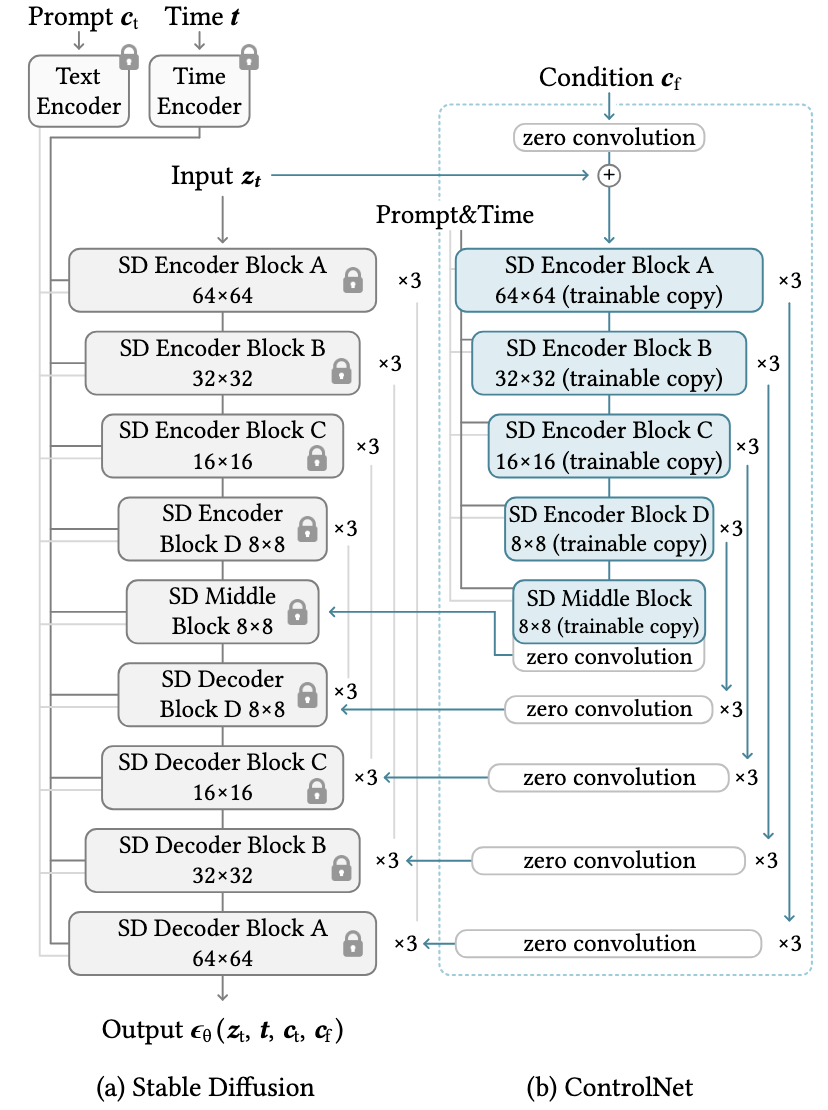 Prompt cₜ
Time t
Text
Encoder
Time
Encoder
Input zₜ
SD Encoder Block A
64×64
×3
SD Encoder Block B
32×32
×3
SD Encoder Block C
16×16
×3
SD Encoder
Block D 8×8
×3
SD Middle
Block 8×8
SD Decoder
Block D 8×8
×3
SD Decoder Block C
16×16
×3
SD Decoder Block B
32×32
×3
SD Decoder Block A
64×64
×3
Output ϵθ(zₜ, t, cₜ, c_f)
(a) Stable Diffusion
Condition c_f
zero convolution
+
Prompt&Time
SD Encoder Block A
64×64 (trainable copy)
×3
SD Encoder Block B
32×32 (trainable copy)
×3
SD Encoder Block C
16×16 (trainable copy)
×3
SD Encoder Block D
8×8 (trainable copy)
×3
SD Middle Block
8×8 (trainable copy)
zero convolution
zero convolution
×3
zero convolution
×3
zero convolution
×3
zero convolution
×3
(b) ControlNet